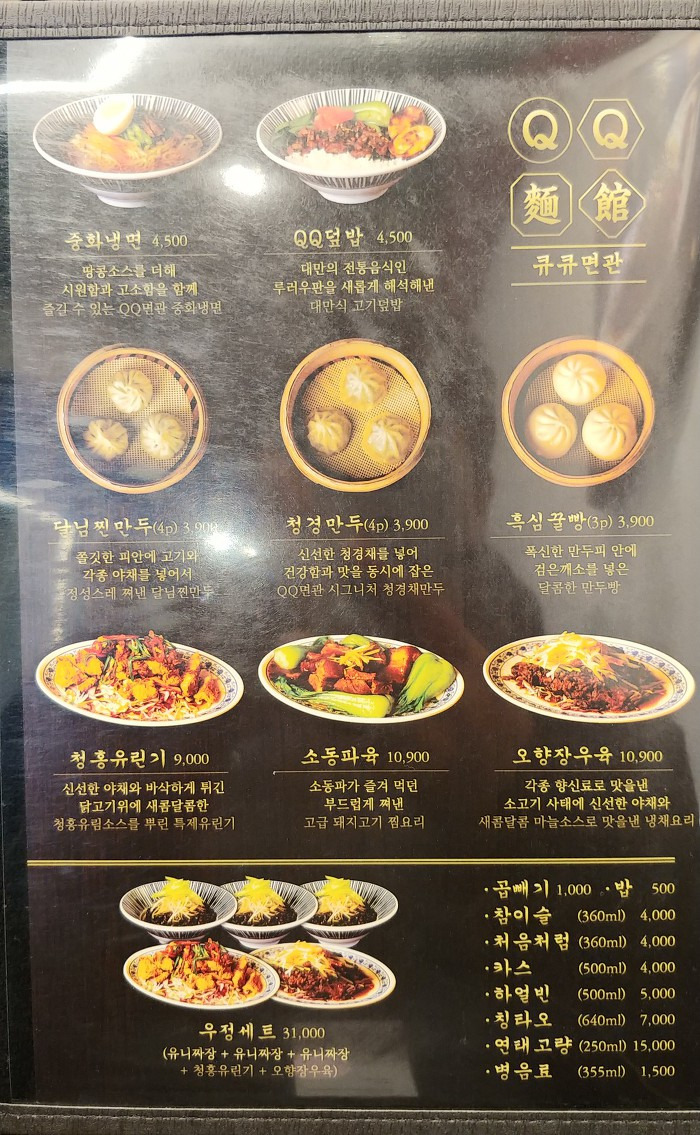 Q Q
麵 館
큐큐면관
중화냉면 4,500
땅콩소스를 더해
시원함과 고소함을 함께
즐길 수 있는 QQ면관 중화냉면
QQ덮밥 4,500
대만의 전통음식인
루러우판을 새롭게 해석해낸
대만식 고기덮밥
달님찐만두(4p) 3,900
쫄깃한 피안에 고기와
각종 야채를 넣어서
정성스레 쪄낸 달님찐만두
청경만두(4p) 3,900
신선한 청경채를 넣어
건강함과 맛을 동시에 잡은
QQ면관 시그니처 청경채만두
흑심꿀빵(3p) 3,900
폭신한 만두피 안에
검은깨소를 넣은
달콤한 만두빵
청홍유린기 9,000
신선한 야채와 바삭하게 튀긴
닭고기위에 새콤달콤한
청홍유림소스를 뿌린 특제유린기
소동파육 10,900
소동파가 즐겨 먹던
부드럽게 쪄낸
고급 돼지고기 찜요리
오향장우육 10,900
각종 향신료로 맛을낸
소고기 사태에 신선한 야채와
새콤달콤 마늘소스로 맛을낸 냉채요리
우정세트 31,000
(유니짜장 + 유니짜장 + 유니짜장
+ 청홍유린기 + 오향장우육)
·곱빼기 1,000 ·밥 500
·참이슬 (360ml) 4,000
·처음처럼 (360ml) 4,000
·카스 (500ml) 4,000
·하얼빈 (500ml) 5,000
·칭타오 (640ml) 7,000
·연태고량 (250ml) 15,000
·병음료 (355ml) 1,500